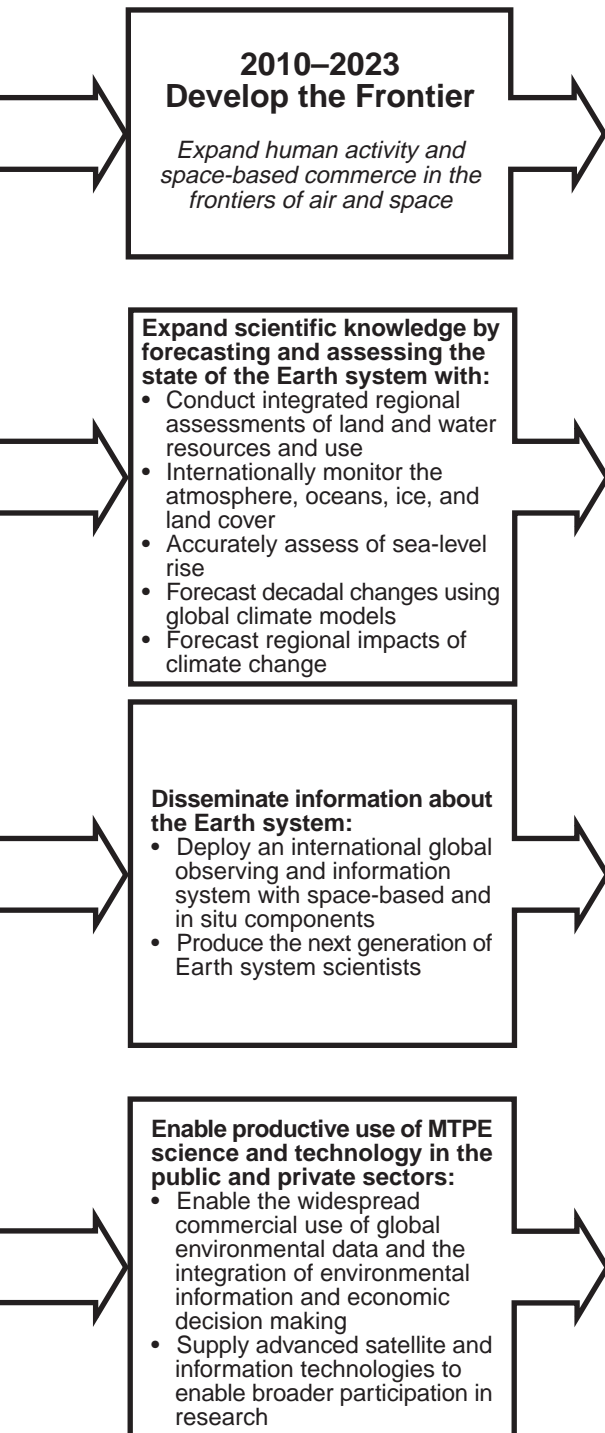 2010–2023
Develop the Frontier
Expand human activity and
space-based commerce in the
frontiers of air and space
Expand scientific knowledge by
forecasting and assessing the
state of the Earth system with:
• Conduct integrated regional
assessments of land and water
resources and use
• Internationally monitor the
atmosphere, oceans, ice, and
land cover
• Accurately assess of sea-level
rise
• Forecast decadal changes using
global climate models
• Forecast regional impacts of
climate change
Disseminate information about
the Earth system:
• Deploy an international global
observing and information
system with space-based and
in situ components
• Produce the next generation of
Earth system scientists
Enable productive use of MTPE
science and technology in the
public and private sectors:
• Enable the widespread
commercial use of global
environmental data and the
integration of environmental
information and economic
decision making
• Supply advanced satellite and
information technologies to
enable broader participation in
research